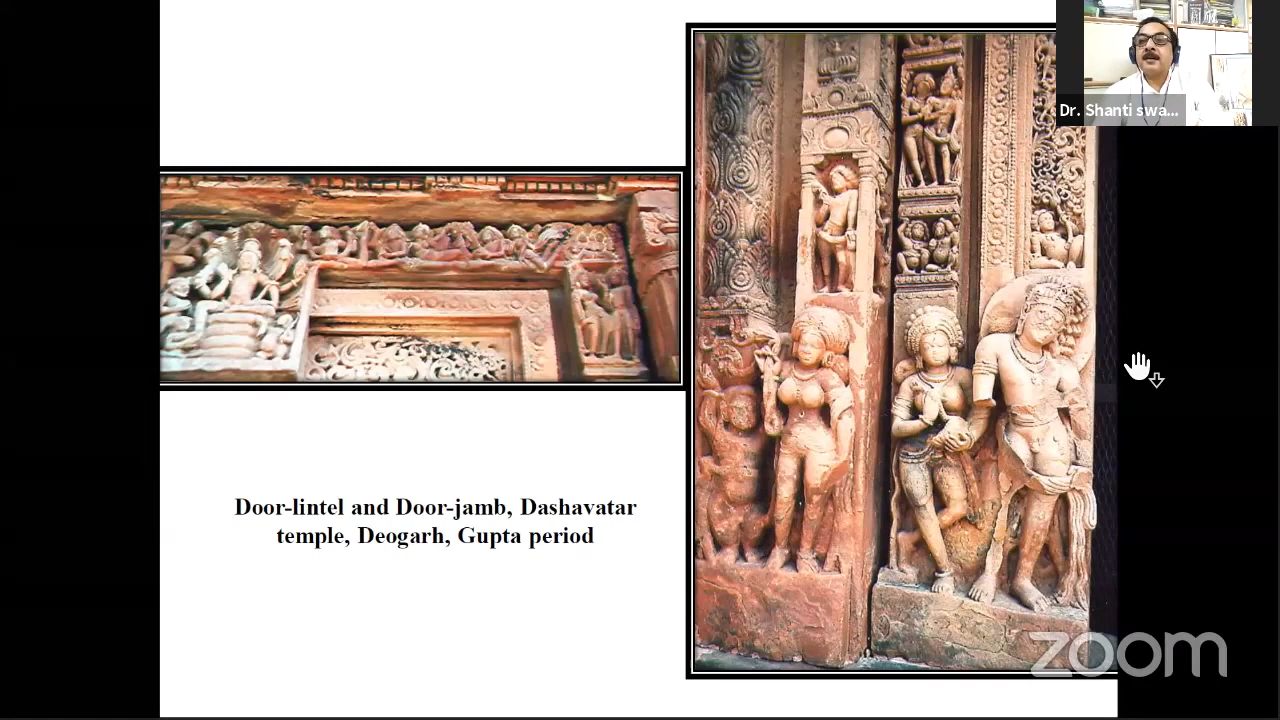 Dr. Shanti swa...
Door-lintel and Door-jamb, Dashavatar
temple, Deogarh, Gupta period
zoom